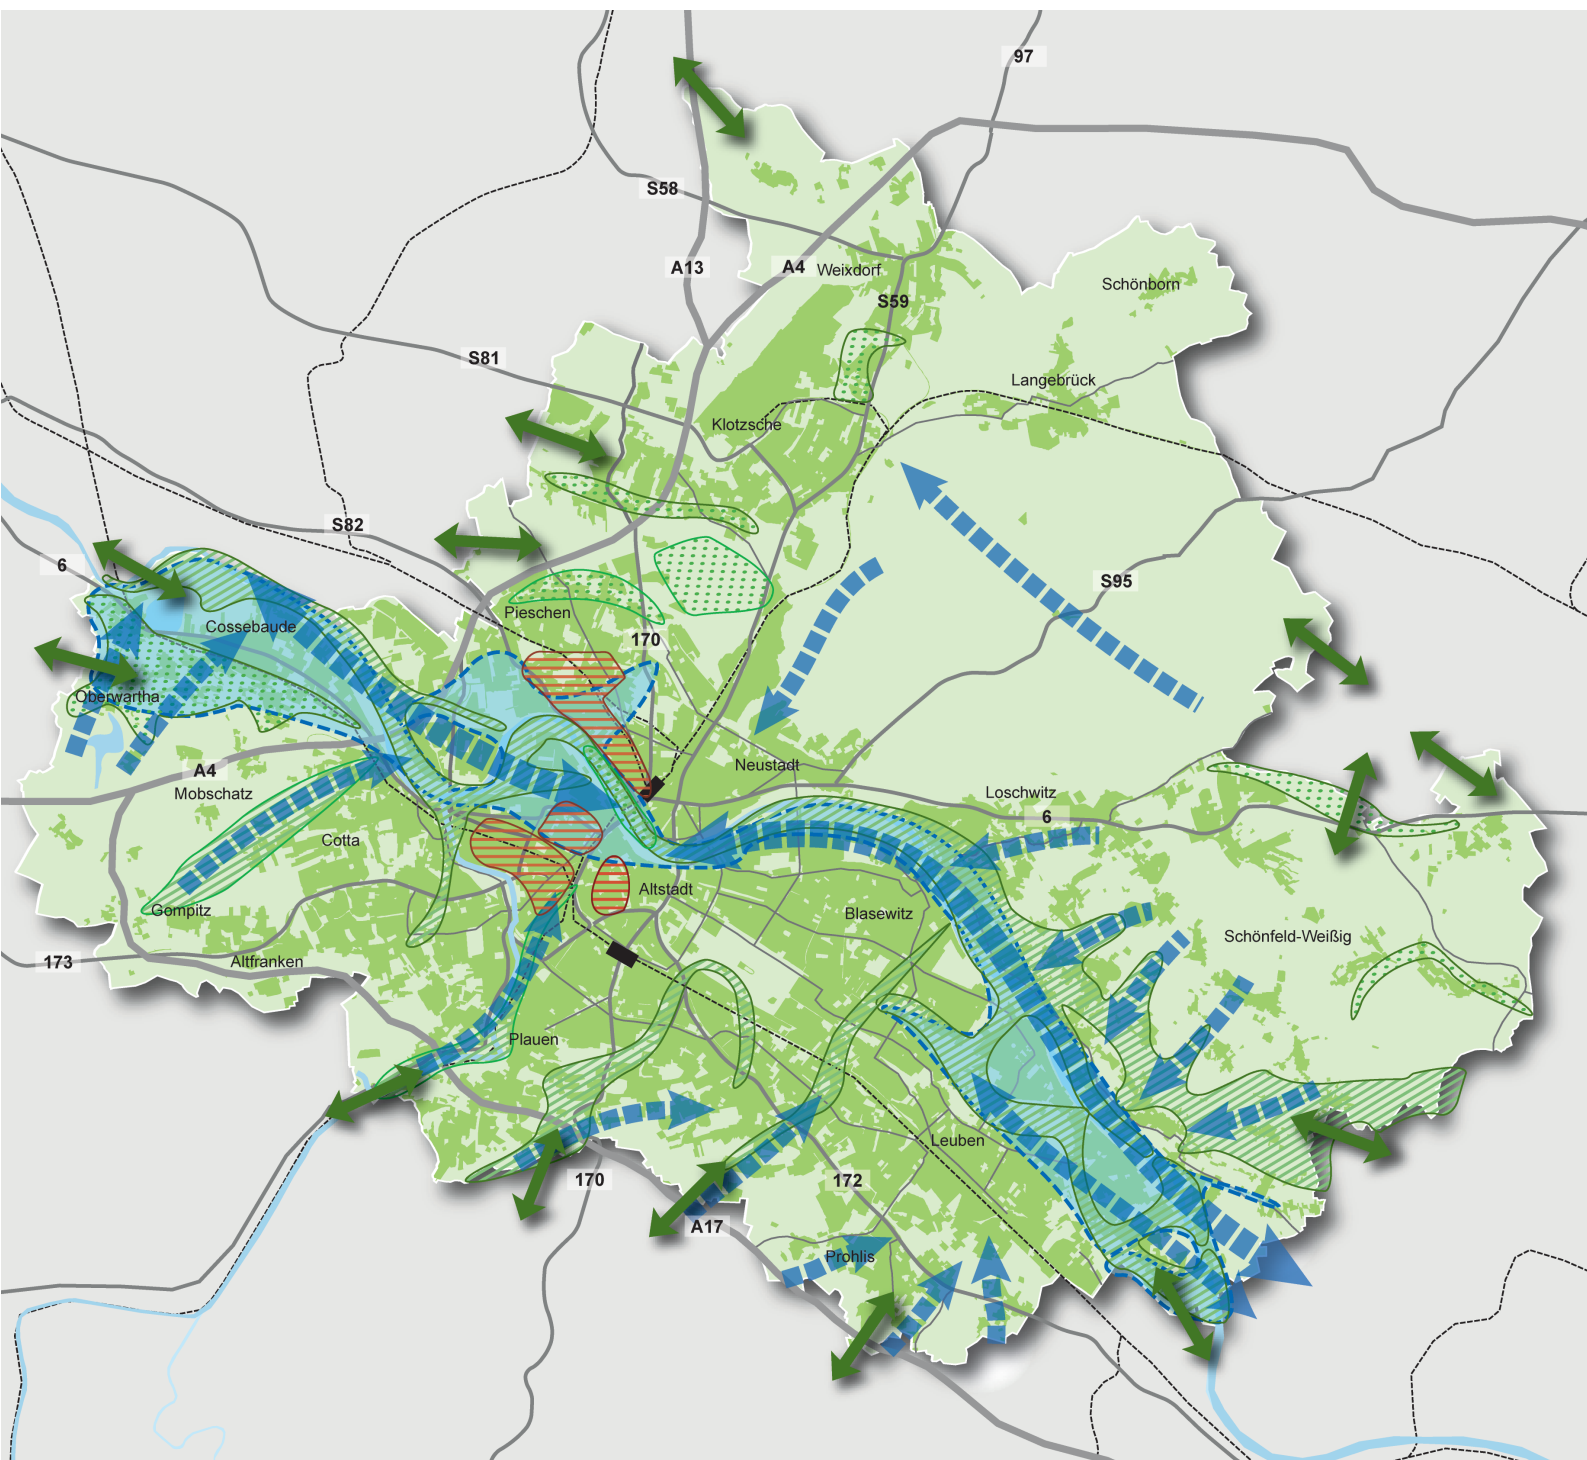 97
S58
A13
A4
Weixdorf
Schönborn
S59
S81
Langebrück
Klotzsche
S82
6
S95
Pieschen
Cossebaude
170
Oberwartha
A4
Neustadt
Mobschatz
Loschwitz
6
Cotta
Altstadt
Gompitz
Blasewitz
Schönfeld-Weißig
173
Altfranken
Plauen
Leuben
170
172
A17
Prohlis